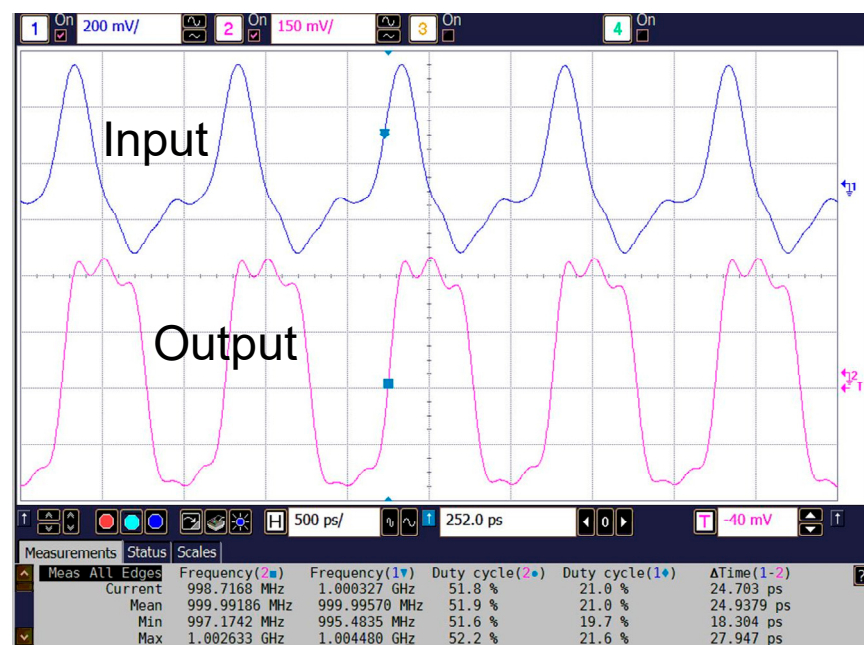 1 On 200 mV/ 2 On 150 mV/ 3 On 4 On
Input
1
Output
2
T
H 500 ps/ 252.0 ps 0 T -40 mV
Measurements Status Scales
Meas All Edges Frequency(2■) Frequency(1▼) Duty cycle(2●) Duty cycle(1♦) ΔTime(1-2)
?
Current 998.7168 MHz 1.000327 GHz 51.8 % 21.0 % 24.703 ps
Mean 999.99186 MHz 999.99570 MHz 51.9 % 21.0 % 24.9379 ps
Min 997.1742 MHz 995.4835 MHz 51.6 % 19.7 % 18.304 ps
Max 1.002633 GHz 1.004480 GHz 52.2 % 21.6 % 27.947 ps